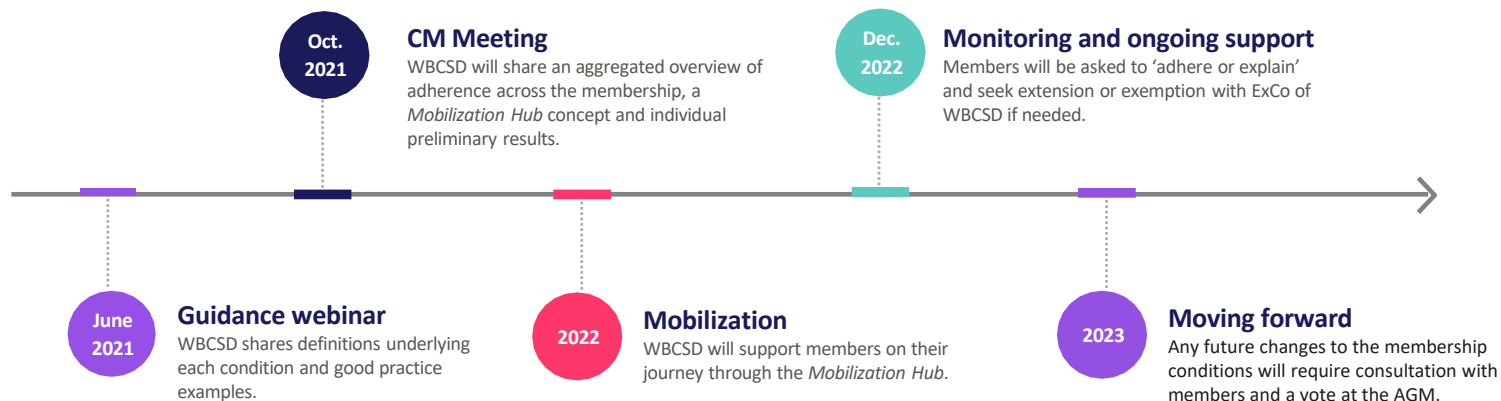 Oct.
2021
CM Meeting
WBCSD will share an aggregated overview of
adherence across the membership, a
Mobilization Hub concept and individual
preliminary results.
Dec.
2022
Monitoring and ongoing support
Members will be asked to ‘adhere or explain’
and seek extension or exemption with ExCo of
WBCSD if needed.
June
2021
Guidance webinar
WBCSD shares definitions underlying
each condition and good practice
examples.
2022
Mobilization
WBCSD will support members on their
journey through the Mobilization Hub.
2023
Moving forward
Any future changes to the membership
conditions will require consultation with
members and a vote at the AGM.